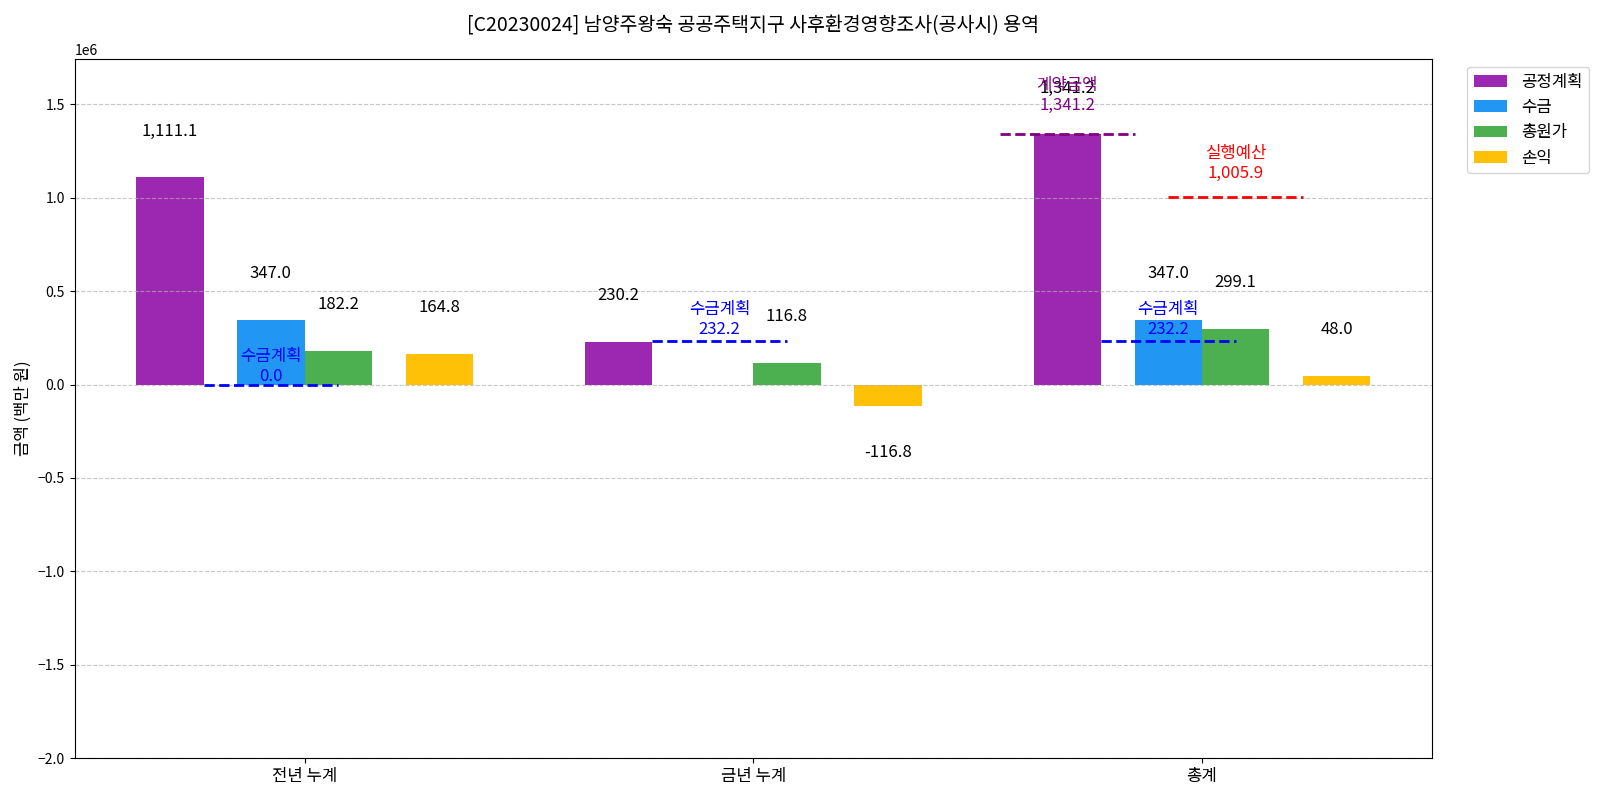 [C20230024] 남양주왕숙 공공주택지구 사후환경영향조사(공사시) 용역
1e6
공정계획
수금
총원가
손익
금액 (백만 원)
1.5
1.0
0.5
0.0
−0.5
−1.0
−1.5
−2.0
1,111.1
347.0
182.2
164.8
수금계획
0.0
230.2
수금계획
232.2
116.8
-116.8
계약금액
1,341.2
1,341.2
실행예산
1,005.9
347.0
299.1
수금계획
232.2
48.0
전년 누계
금년 누계
총계